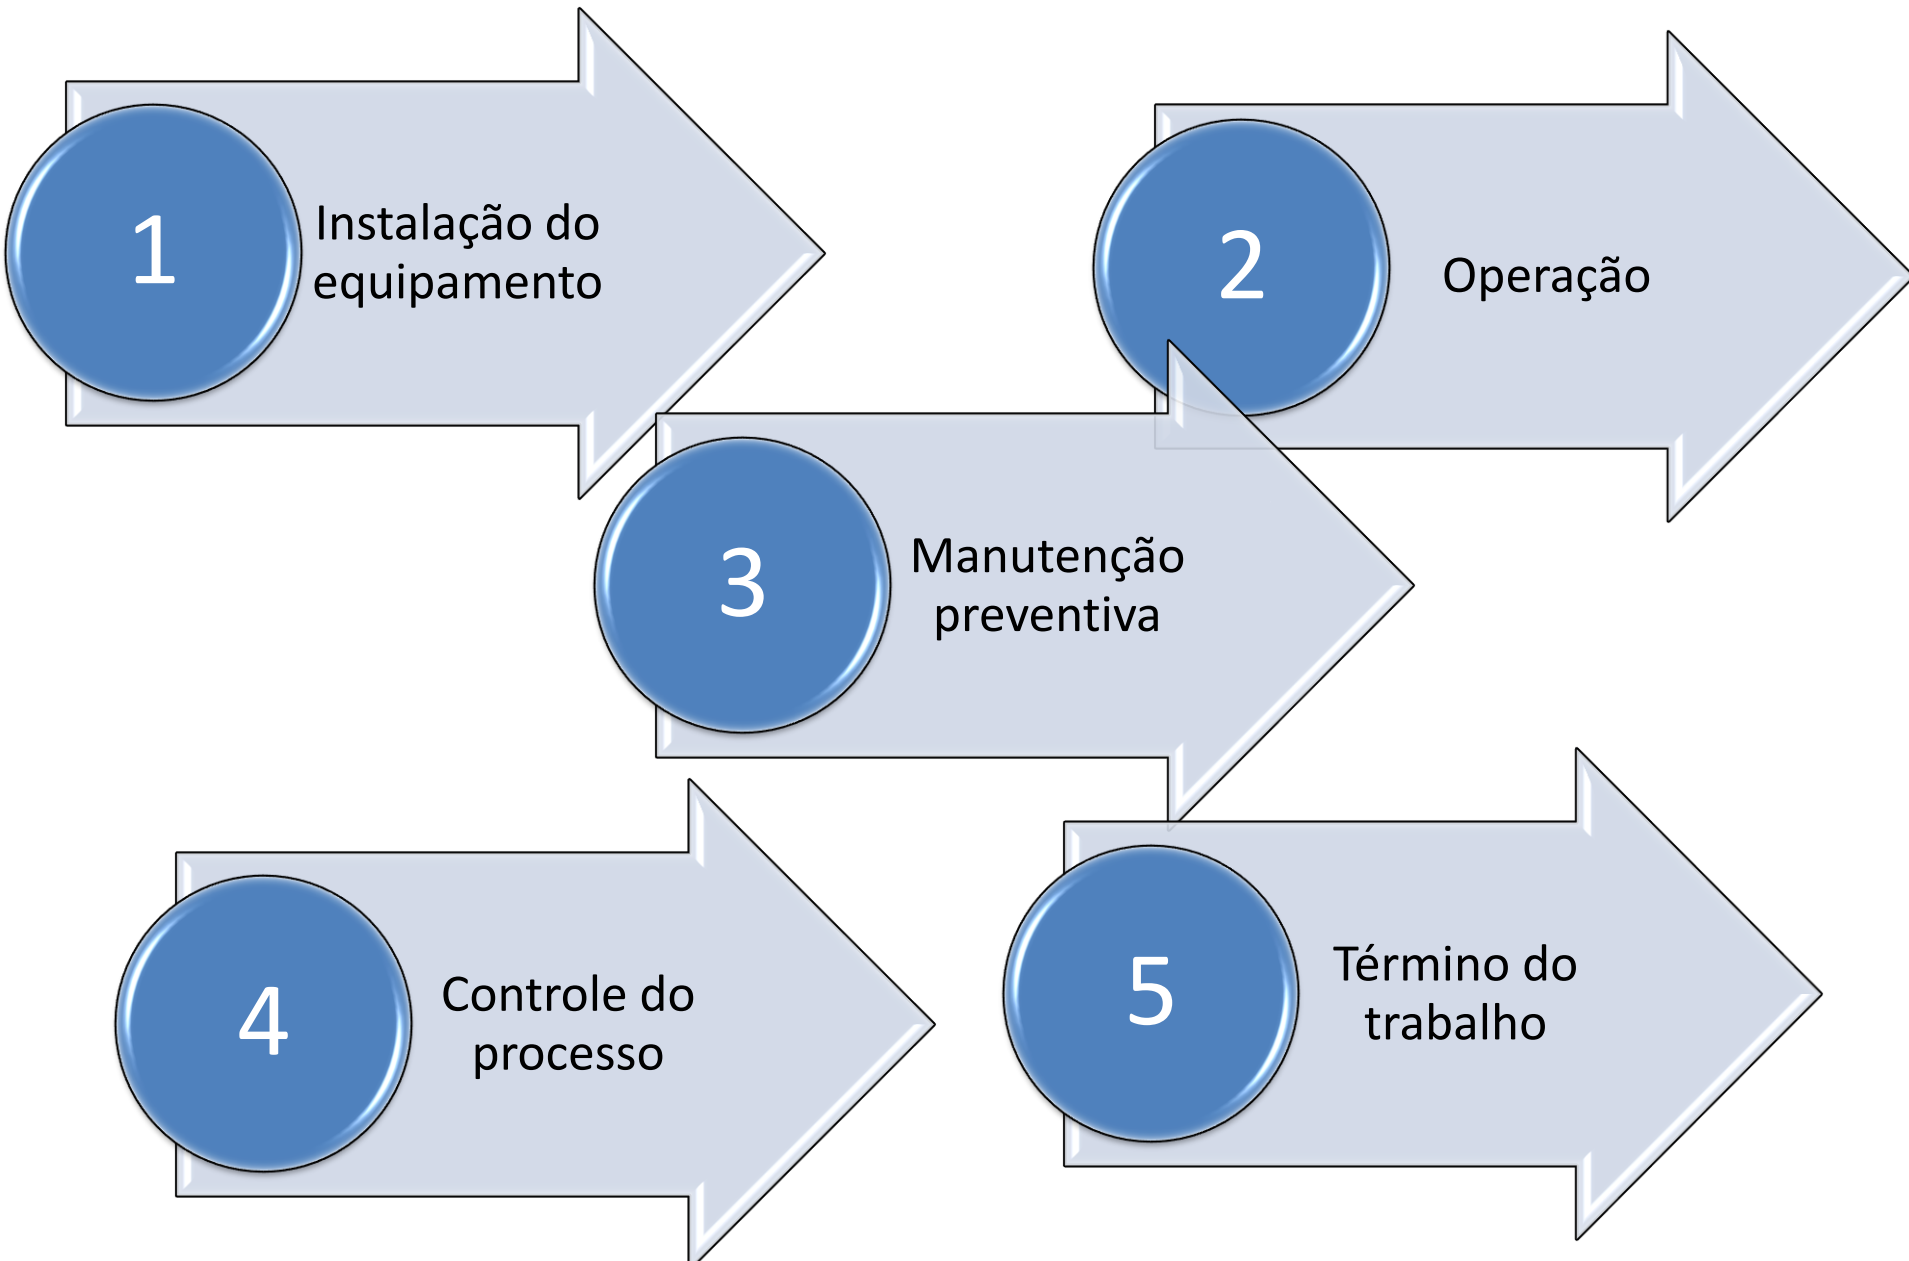 1
Instalação do
equipamento
2
Operação
3
Manutenção
preventiva
4
Controle do
processo
5
Término do
trabalho